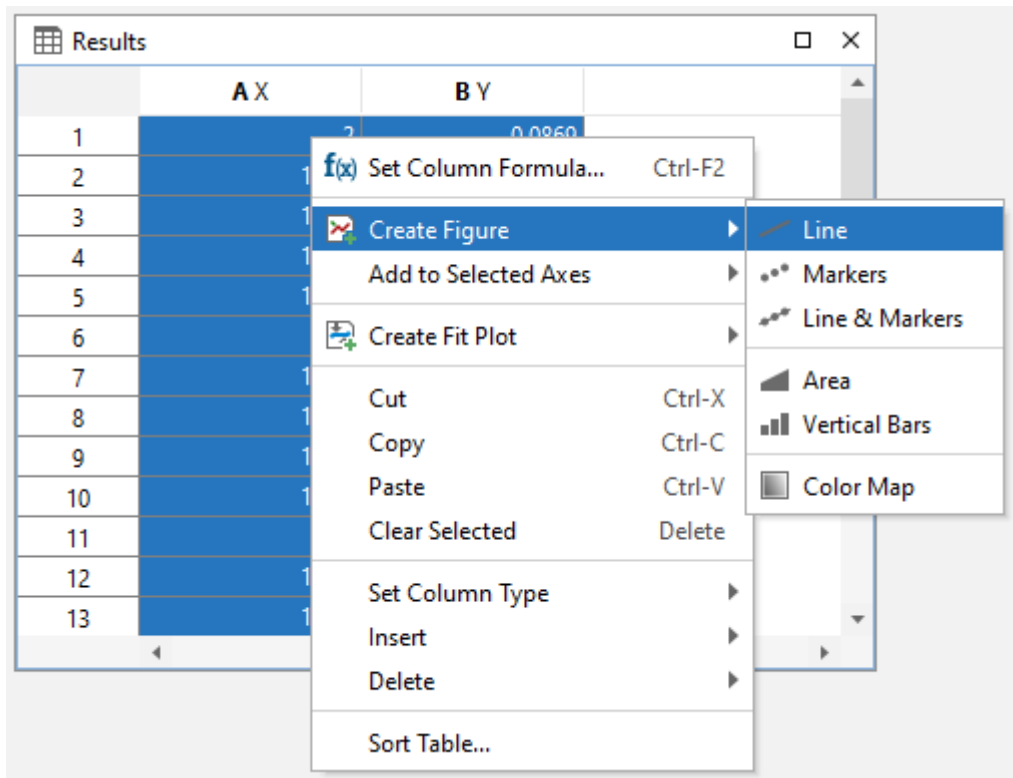 Results
A X B Y
1 2 0.0869
2
3
4
5
6
7
8
9
10
11
12
13
f(x) Set Column Formula... Ctrl-F2
Create Figure
Add to Selected Axes
Create Fit Plot
Cut Ctrl-X
Copy Ctrl-C
Paste Ctrl-V
Clear Selected Delete
Set Column Type
Insert
Delete
Sort Table...
Line
Markers
Line & Markers
Area
Vertical Bars
Color Map